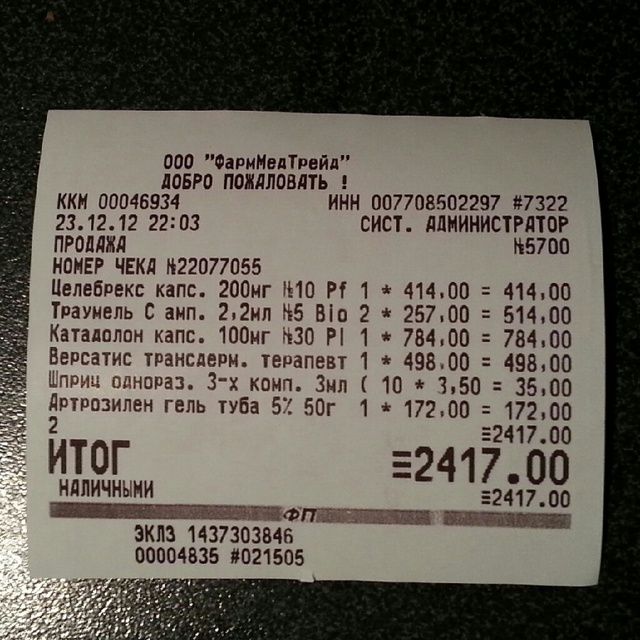 ООО "ФармМедТрейд"
ДОБРО ПОЖАЛОВАТЬ !
ККМ 00046934 ИНН 007708502297 #7322
23.12.12 22:03 СИСТ. АДМИНИСТРАТОР
ПРОДАЖА №5700
НОМЕР ЧЕКА №22077055
Целебрекс капс. 200мг №10 Pf 1 * 414,00 = 414,00
Траумель С амп. 2,2мл №5 Bio 2 * 257,00 = 514,00
Катадолон капс. 100мг №30 Pl 1 * 784,00 = 784,00
Версатис трансдерм. терапевт 1 * 498,00 = 498,00
Шприц однораз. 3-х комп. 3мл ( 10 * 3,50 = 35,00
Артрозилен гель туба 5% 50г 1 * 172,00 = 172,00
2 ≡2417.00
ИТОГ ≡2417.00
НАЛИЧНЫМИ ≡2417.00
ФП
ЭКЛЗ 1437303846
00004835 #021505